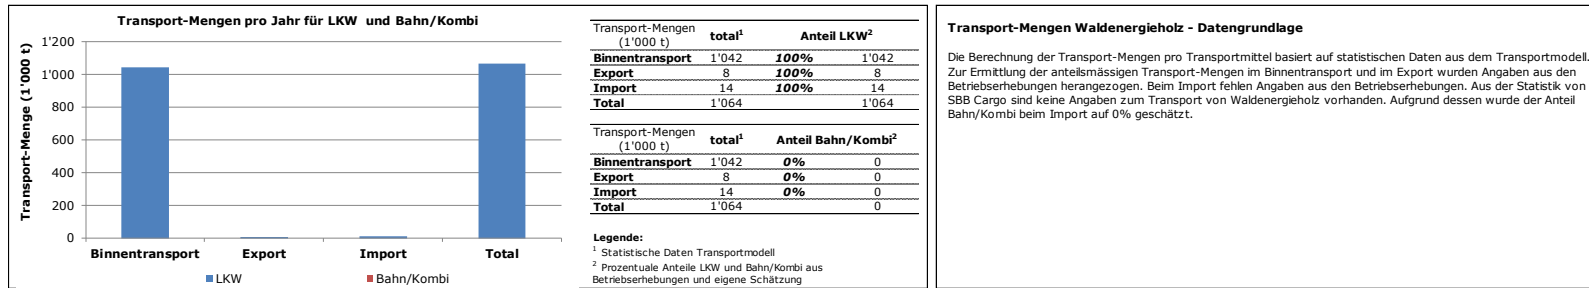 Transport-Mengen pro Jahr für LKW und Bahn/Kombi
Transport-Menge (1'000 t)
1'200
1'000
800
600
400
200
0
Binnentransport Export Import Total
LKW Bahn/Kombi
Transport-Mengen (1'000 t) total¹ Anteil LKW²
Binnentransport 1'042 100% 1'042
Export 8 100% 8
Import 14 100% 14
Total 1'064 1'064
Transport-Mengen (1'000 t) total¹ Anteil Bahn/Kombi²
Binnentransport 1'042 0% 0
Export 8 0% 0
Import 14 0% 0
Total 1'064 0
Legende:
¹ Statistische Daten Transportmodell
² Prozentuale Anteile LKW und Bahn/Kombi aus
Betriebserhebungen und eigene Schätzung
Transport-Mengen Waldenergieholz - Datengrundlage
Die Berechnung der Transport-Mengen pro Transportmittel basiert auf statistischen Daten aus dem Transportmodell.
Zur Ermittlung der anteilsmässigen Transport-Mengen im Binnentransport und im Export wurden Angaben aus den
Betriebserhebungen herangezogen. Beim Import fehlen Angaben aus den Betriebserhebungen. Aus der Statistik von
SBB Cargo sind keine Angaben zum Transport von Waldenergieholz vorhanden. Aufgrund dessen wurde der Anteil
Bahn/Kombi beim Import auf 0% geschätzt.